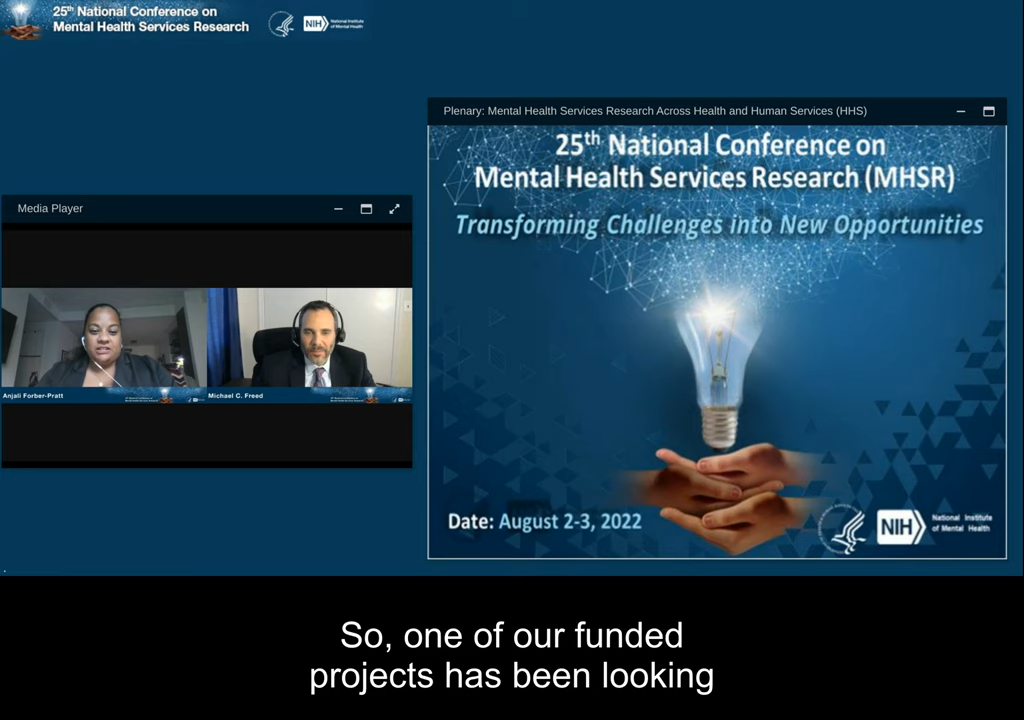 25th National Conference on
Mental Health Services Research
NIH
National Institute
of Mental Health
Plenary: Mental Health Services Research Across Health and Human Services (HHS)
25th National Conference on
Mental Health Services Research (MHSR)
Transforming Challenges into New Opportunities
Media Player
Anjali Forber-Pratt
Michael C. Freed
Date: August 2-3, 2022
NIH
National Institute
of Mental Health
So, one of our funded
projects has been looking